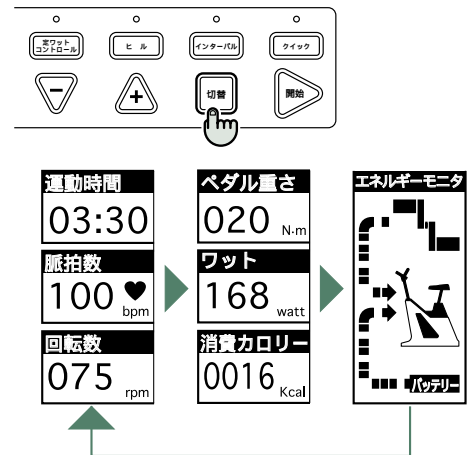 定ワット
コントロール
ヒル
インターバル
クイック
−
+
切替
開始
運動時間
03:30
脈拍数
100
bpm
回転数
075
rpm
ペダル重さ
020 N·m
ワット
168 watt
消費カロリー
0016 Kcal
エネルギーモニタ
バッテリー